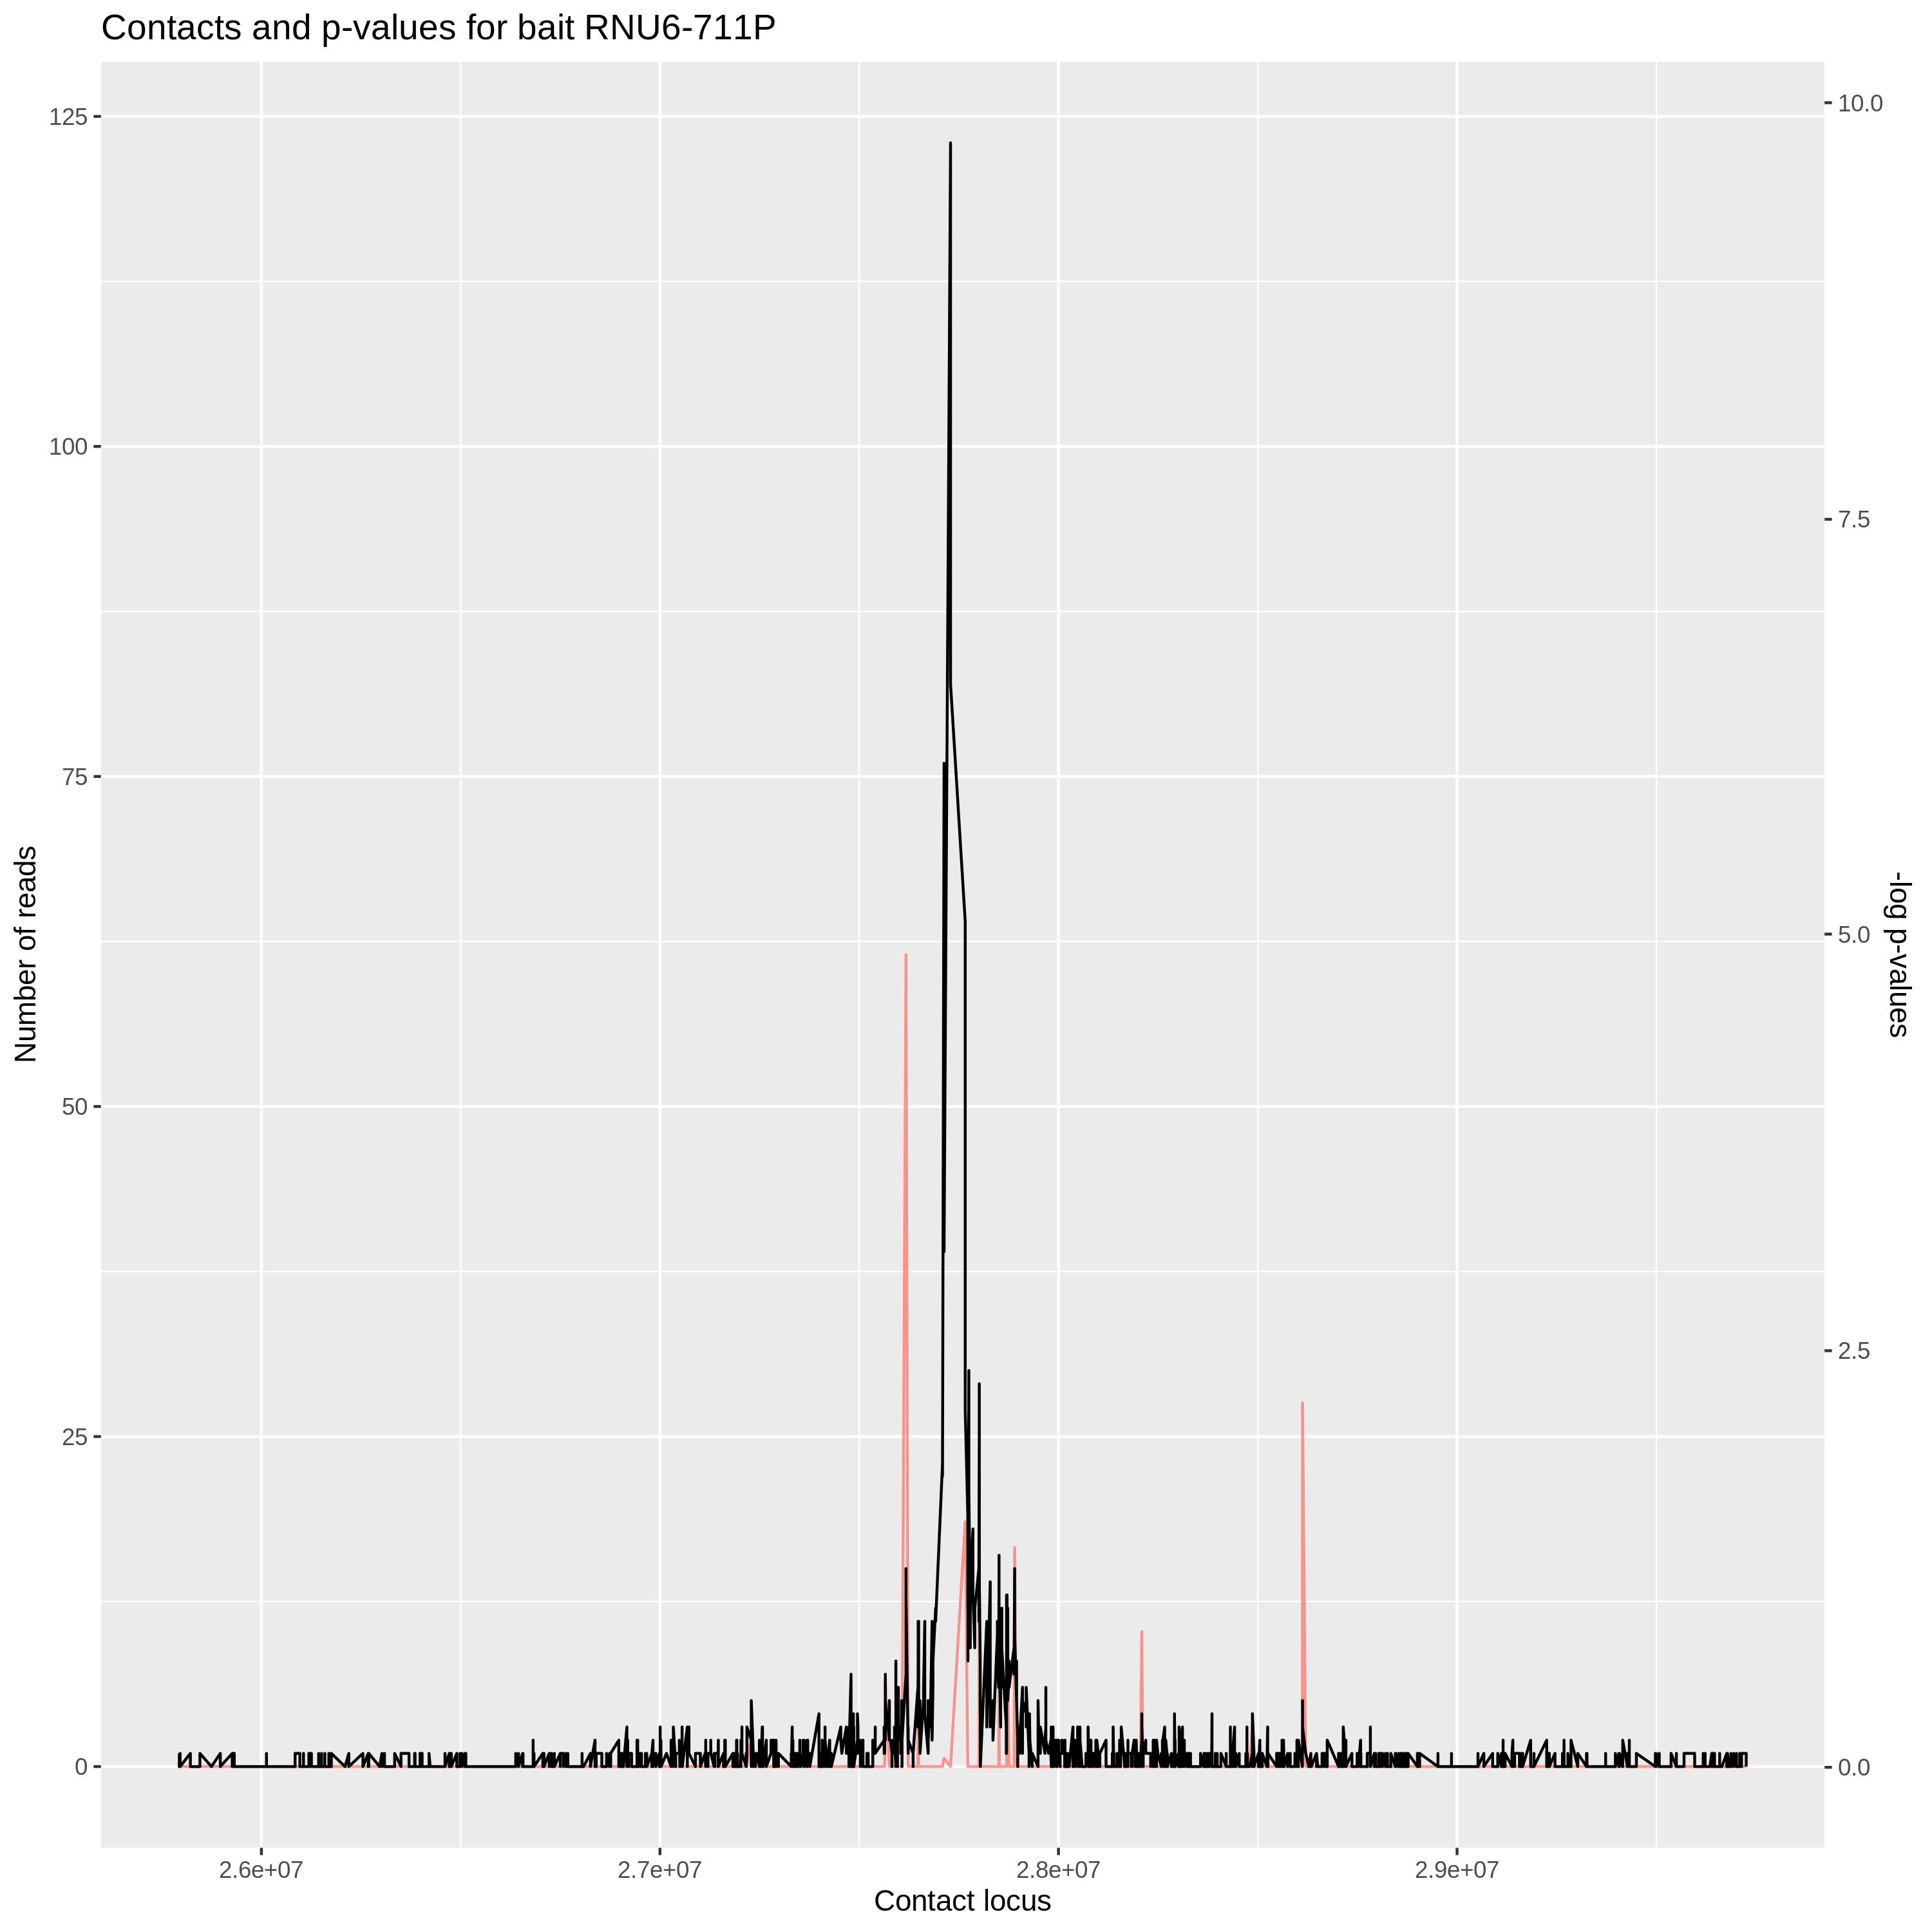 Contacts and p-values for bait RNU6-711P
125
100
75
50
25
0
Number of reads
10.0
7.5
5.0
2.5
0.0
-log p-values
2.6e+07
2.7e+07
2.8e+07
2.9e+07
Contact locus